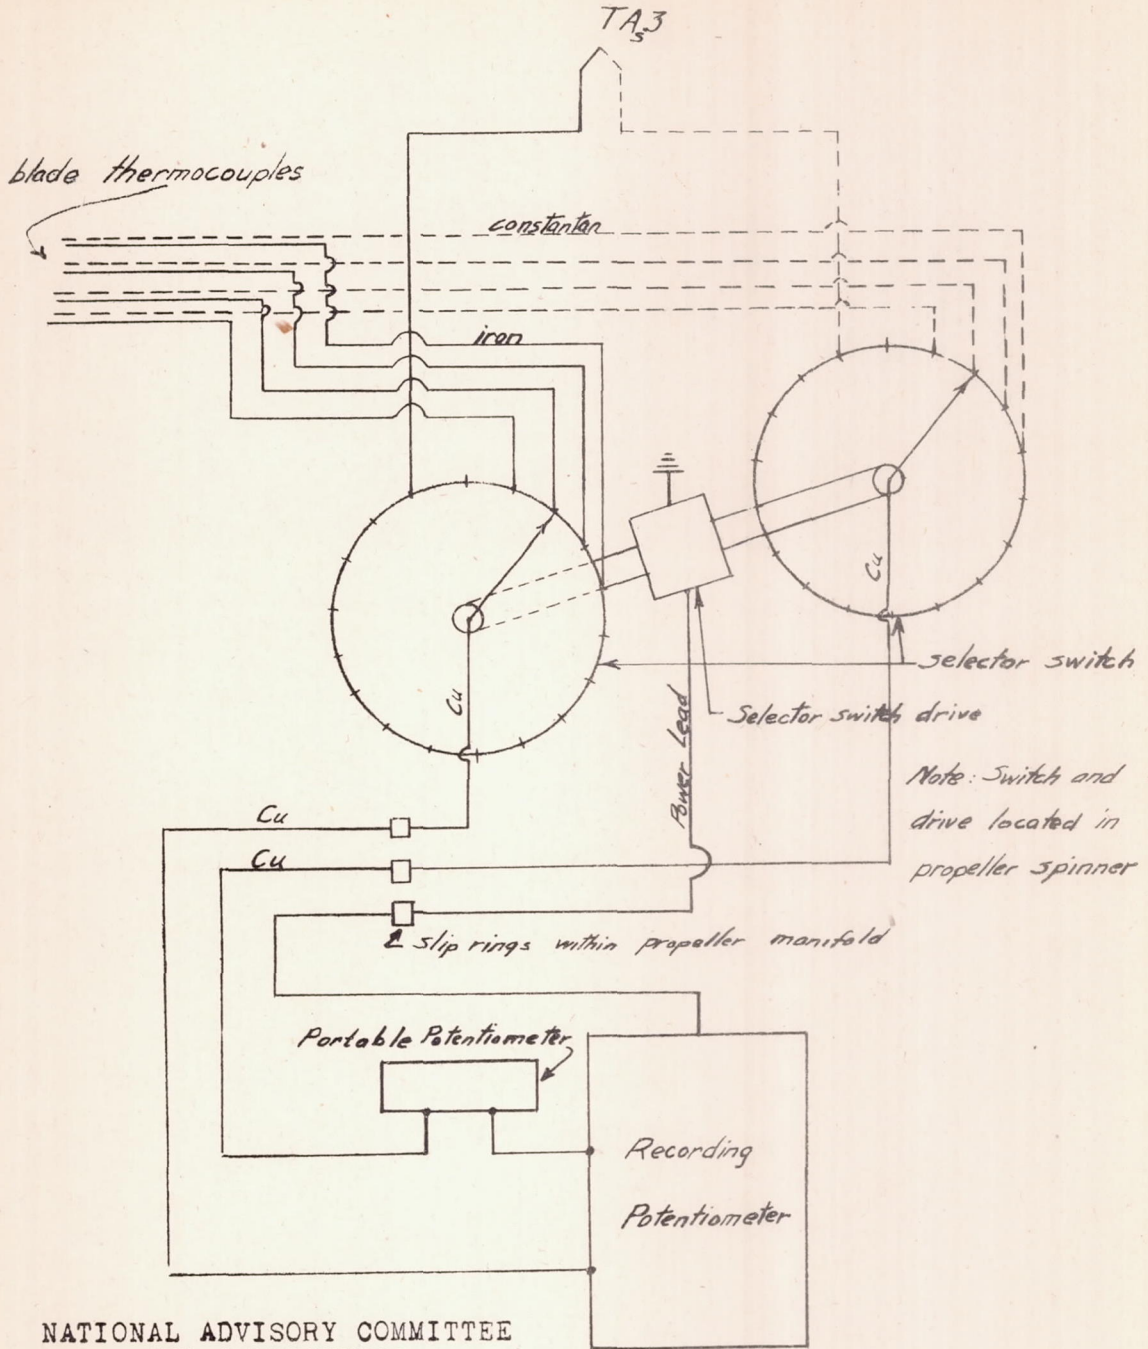 TAs3
blade thermocouples
constantan
iron
Cu
Cu
selector switch
Selector switch drive
Power Lead
Note: Switch and
drive located in
propeller spinner
Cu
Cu
slip rings within propeller manifold
Portable Potentiometer
Recording
Potentiometer
NATIONAL ADVISORY COMMITTEE